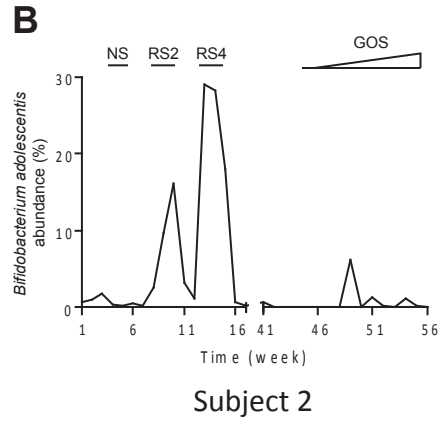 B
NS RS2 RS4 GOS
30
20
10
0
Bifidobacterium adolescentis
abundance (%)
1 6 11 16 41 46 51 56
Time (week)
Subject 2